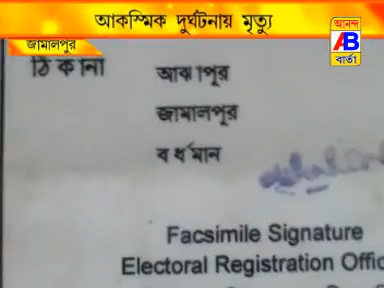 আকস্মিক দুর্ঘটনায় মৃত্যু
আনন্দ
AB
বার্তা
জামালপুর
ঠিকানা
আঝাপুর
জামালপুর
বর্ধমান
Facsimile Signature
Electoral Registration Offic